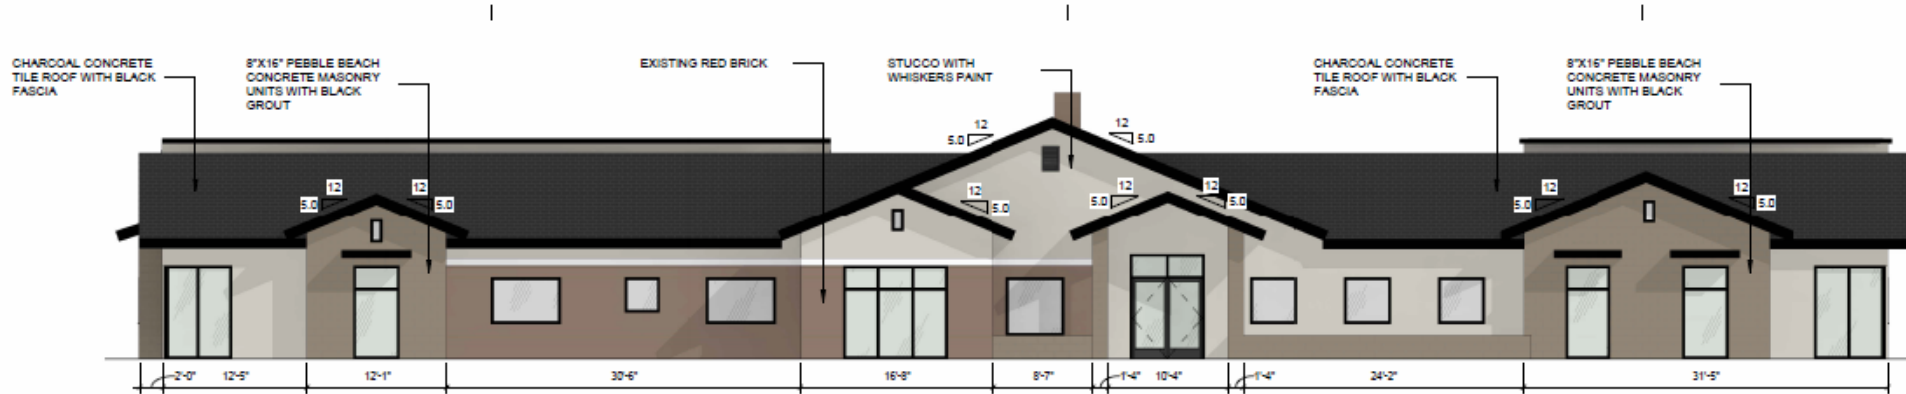 CHARCOAL CONCRETE
TILE ROOF WITH BLACK
FASCIA
8"X16" PEBBLE BEACH
CONCRETE MASONRY
UNITS WITH BLACK
GROUT
EXISTING RED BRICK
STUCCO WITH
WHISKERS PAINT
CHARCOAL CONCRETE
TILE ROOF WITH BLACK
FASCIA
8"X16" PEBBLE BEACH
CONCRETE MASONRY
UNITS WITH BLACK
GROUT
12
5.0
12
5.0
12
5.0
12
5.0
12
5.0
12
5.0
12
5.0
12
5.0
12
5.0
2'-0"
12'-5"
12'-1"
30'-6"
16'-8"
8'-7"
1'-4"
10'-4"
1'-4"
24'-2"
31'-5"